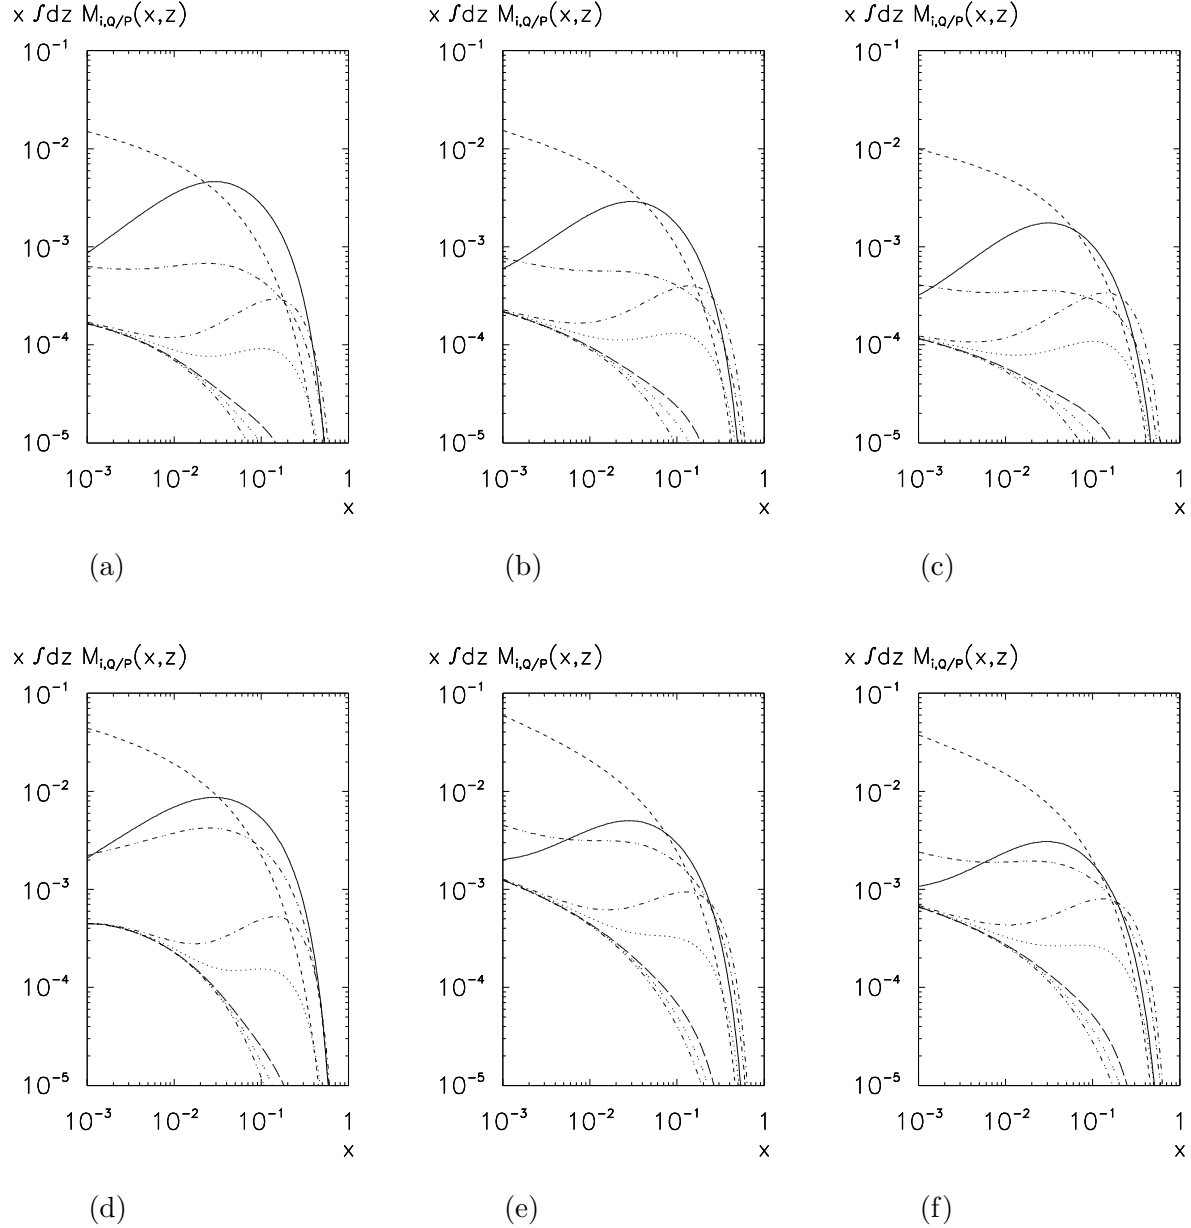 x ∫dz M_{i,Q/P}(x,z) x ∫dz M_{i,Q/P}(x,z) x ∫dz M_{i,Q/P}(x,z)
10⁻¹ 10⁻¹ 10⁻¹
10⁻² 10⁻² 10⁻²
10⁻³ 10⁻³ 10⁻³
10⁻⁴ 10⁻⁴ 10⁻⁴
10⁻⁵ 10⁻⁵ 10⁻⁵
10⁻³ 10⁻² 10⁻¹ 1 10⁻³ 10⁻² 10⁻¹ 1 10⁻³ 10⁻² 10⁻¹ 1
x x x
(a) (b) (c)
x ∫dz M_{i,Q/P}(x,z) x ∫dz M_{i,Q/P}(x,z) x ∫dz M_{i,Q/P}(x,z)
10⁻¹ 10⁻¹ 10⁻¹
10⁻² 10⁻² 10⁻²
10⁻³ 10⁻³ 10⁻³
10⁻⁴ 10⁻⁴ 10⁻⁴
10⁻⁵ 10⁻⁵ 10⁻⁵
10⁻³ 10⁻² 10⁻¹ 1 10⁻³ 10⁻² 10⁻¹ 1 10⁻³ 10⁻² 10⁻¹ 1
x x x
(d) (e) (f)